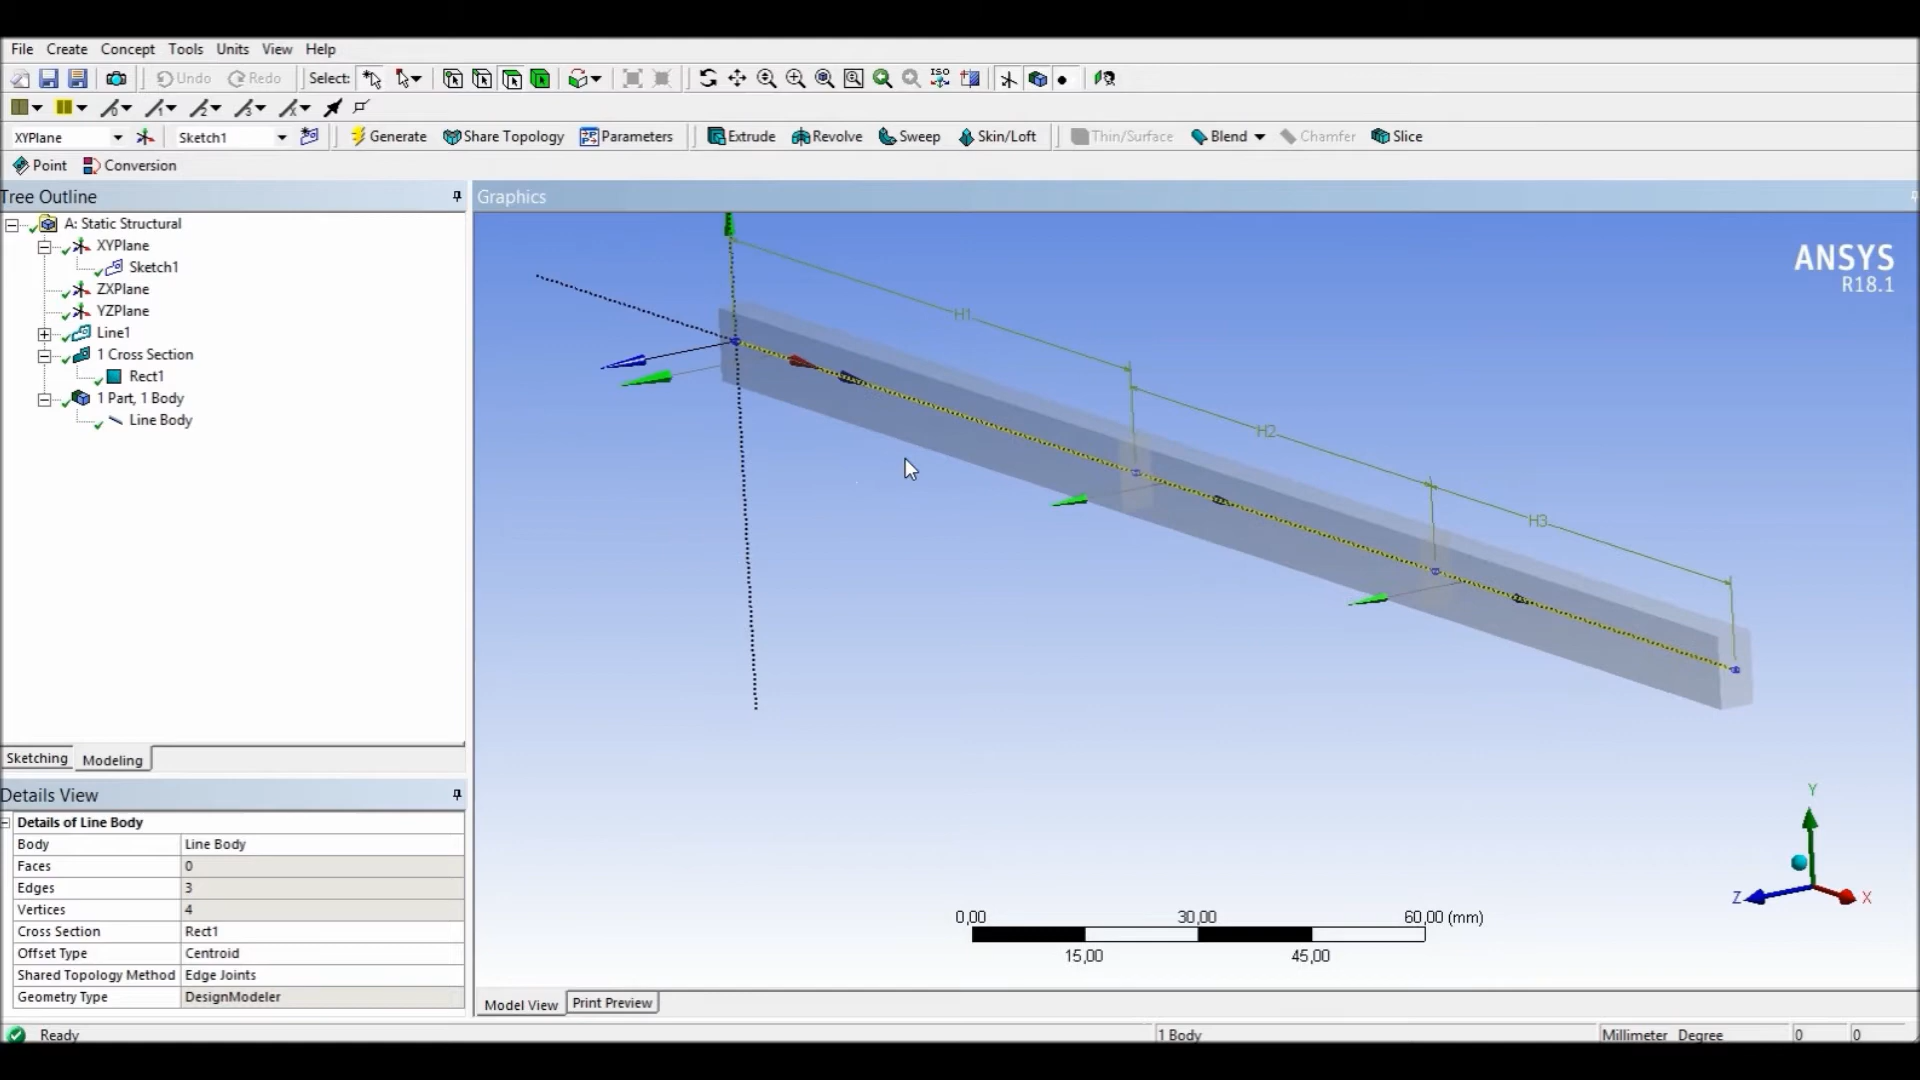 File Create Concept Tools Units View Help
Undo Redo Select: ISO
XYPlane Sketch1 Generate Share Topology Parameters Extrude Revolve Sweep Skin/Loft Thin/Surface Blend Chamfer Slice
Point Conversion
Tree Outline
A: Static Structural
XYPlane
Sketch1
ZXPlane
YZPlane
Line1
1 Cross Section
Rect1
1 Part, 1 Body
Line Body
Sketching Modeling
Details View
Details of Line Body
Body Line Body
Faces 0
Edges 3
Vertices 4
Cross Section Rect1
Offset Type Centroid
Shared Topology Method Edge Joints
Geometry Type DesignModeler
Graphics
ANSYS
R18.1
H1
H2
H3
Y
Z X
0,00 30,00 60,00 (mm)
15,00 45,00
Model View Print Preview
Ready 1 Body Millimeter Degree 0 0